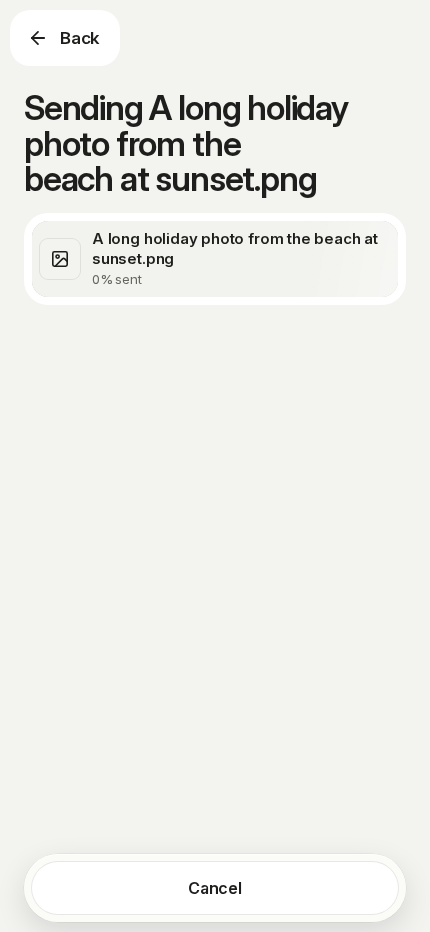 Back
Sending A long holiday
photo from the
beach at sunset.png
A long holiday photo from the beach at
sunset.png
0% sent
Cancel